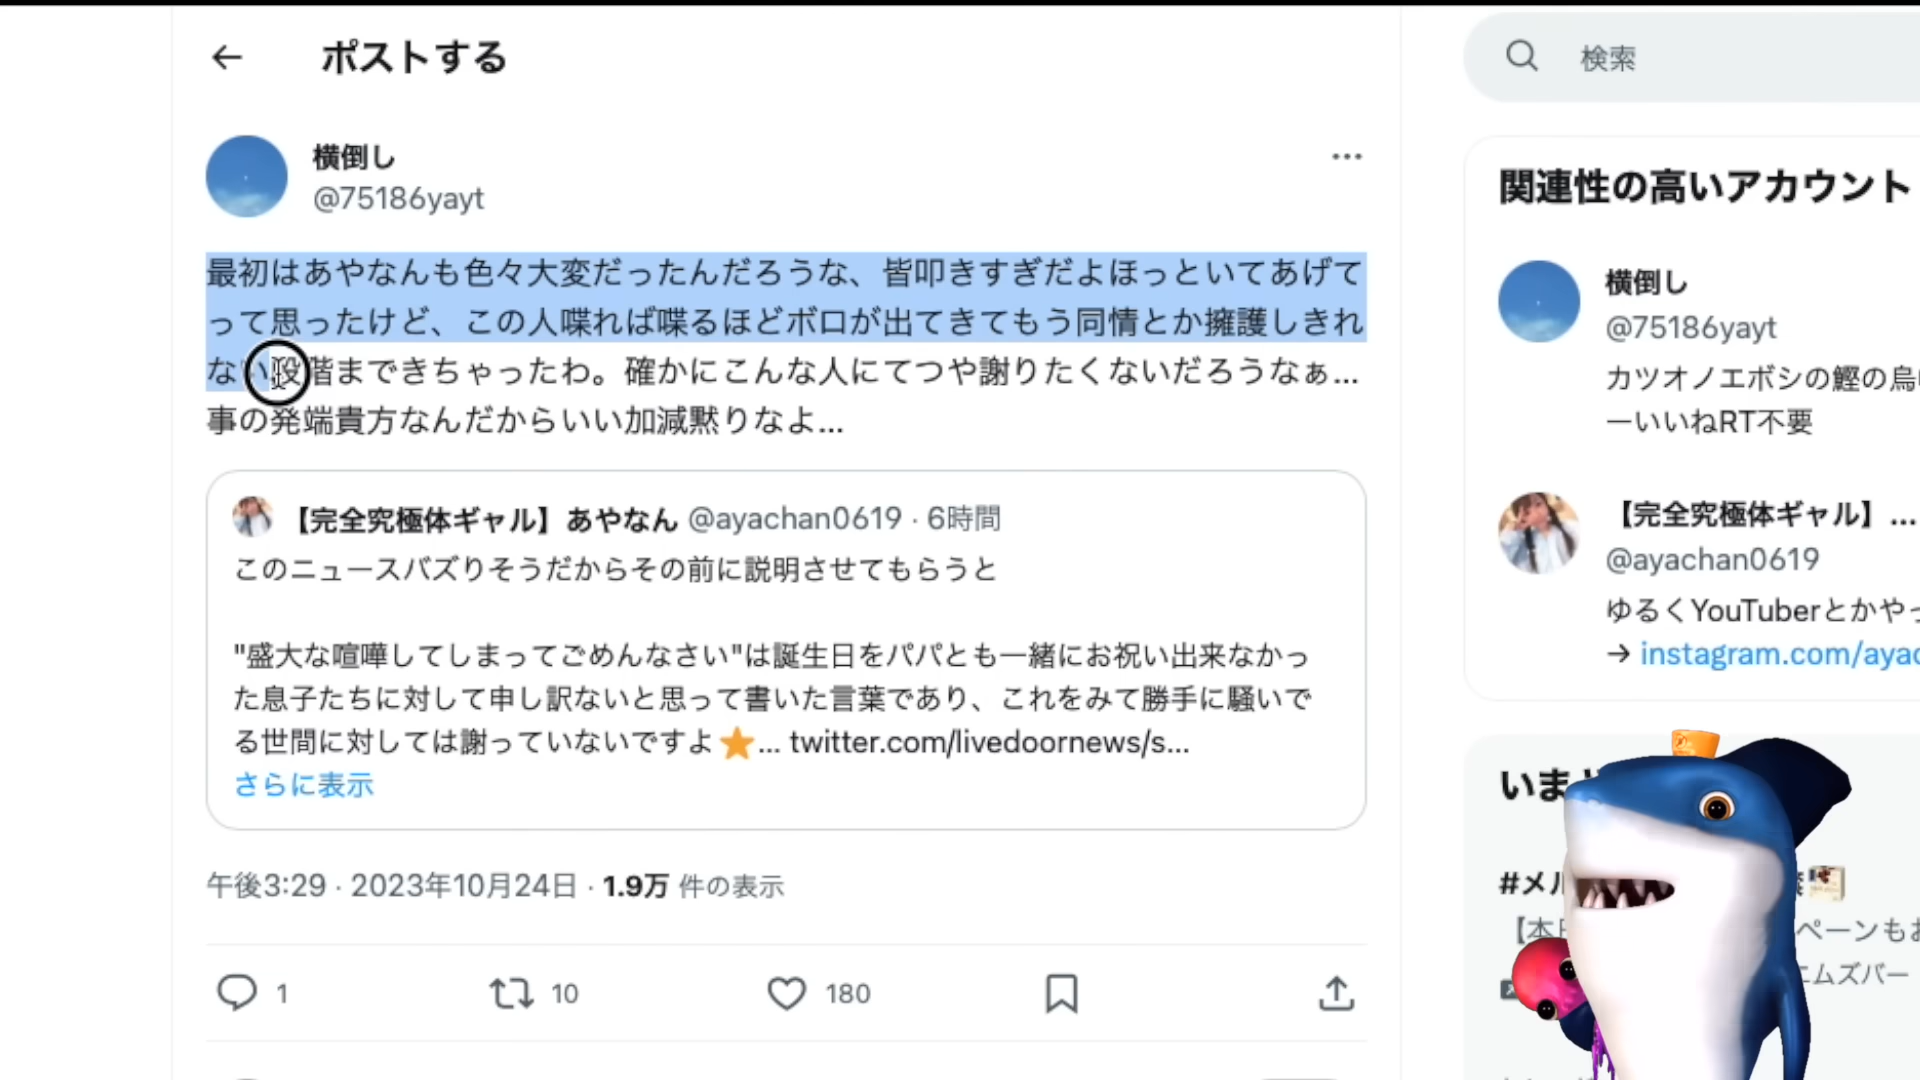 ポストする
横倒し
@75186yayt
最初はあやなんも色々大変だったんだろうな、皆叩きすぎだよほっといてあげて
って思ったけど、この人喋れば喋るほどボロが出てきてもう同情とか擁護しきれ
ない段階まできちゃったわ。確かにこんな人にてつや謝りたくないだろうなぁ...
事の発端貴方なんだからいい加減黙りなよ...
【完全究極体ギャル】あやなん @ayachan0619 · 6時間
このニュースバズりそうだからその前に説明させてもらうと
"盛大な喧嘩してしまってごめんなさい"は誕生日をパパとも一緒にお祝い出来なかっ
た息子たちに対して申し訳ないと思って書いた言葉であり、これをみて勝手に騒いで
る世間に対しては謝っていないですよ⭐... twitter.com/livedoornews/s...
さらに表示
午後3:29 · 2023年10月24日 · 1.9万 件の表示
1
10
180
検索
関連性の高いアカウント
横倒し
@75186yayt
カツオノエボシの鰹の烏
ーいいねRT不要
【完全究極体ギャル】...
@ayachan0619
ゆるくYouTuberとかやっ
→ instagram.com/ayac
いま
#メル
【本日
ペーンもお
エムズバー